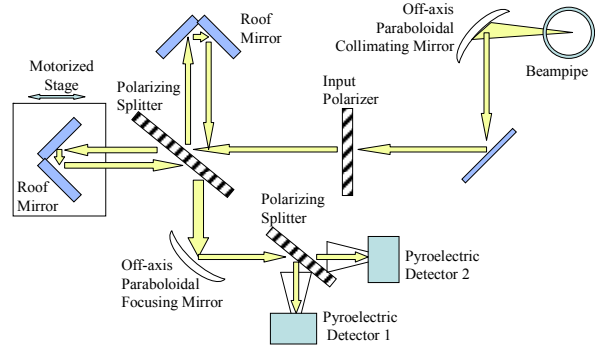 Off-axis
Paraboloidal
Collimating Mirror
Beampipe
Roof
Mirror
Motorized
Stage
Polarizing
Splitter
Input
Polarizer
Roof
Mirror
Polarizing
Splitter
Off-axis
Paraboloidal
Focusing Mirror
Pyroelectric
Detector 2
Pyroelectric
Detector 1